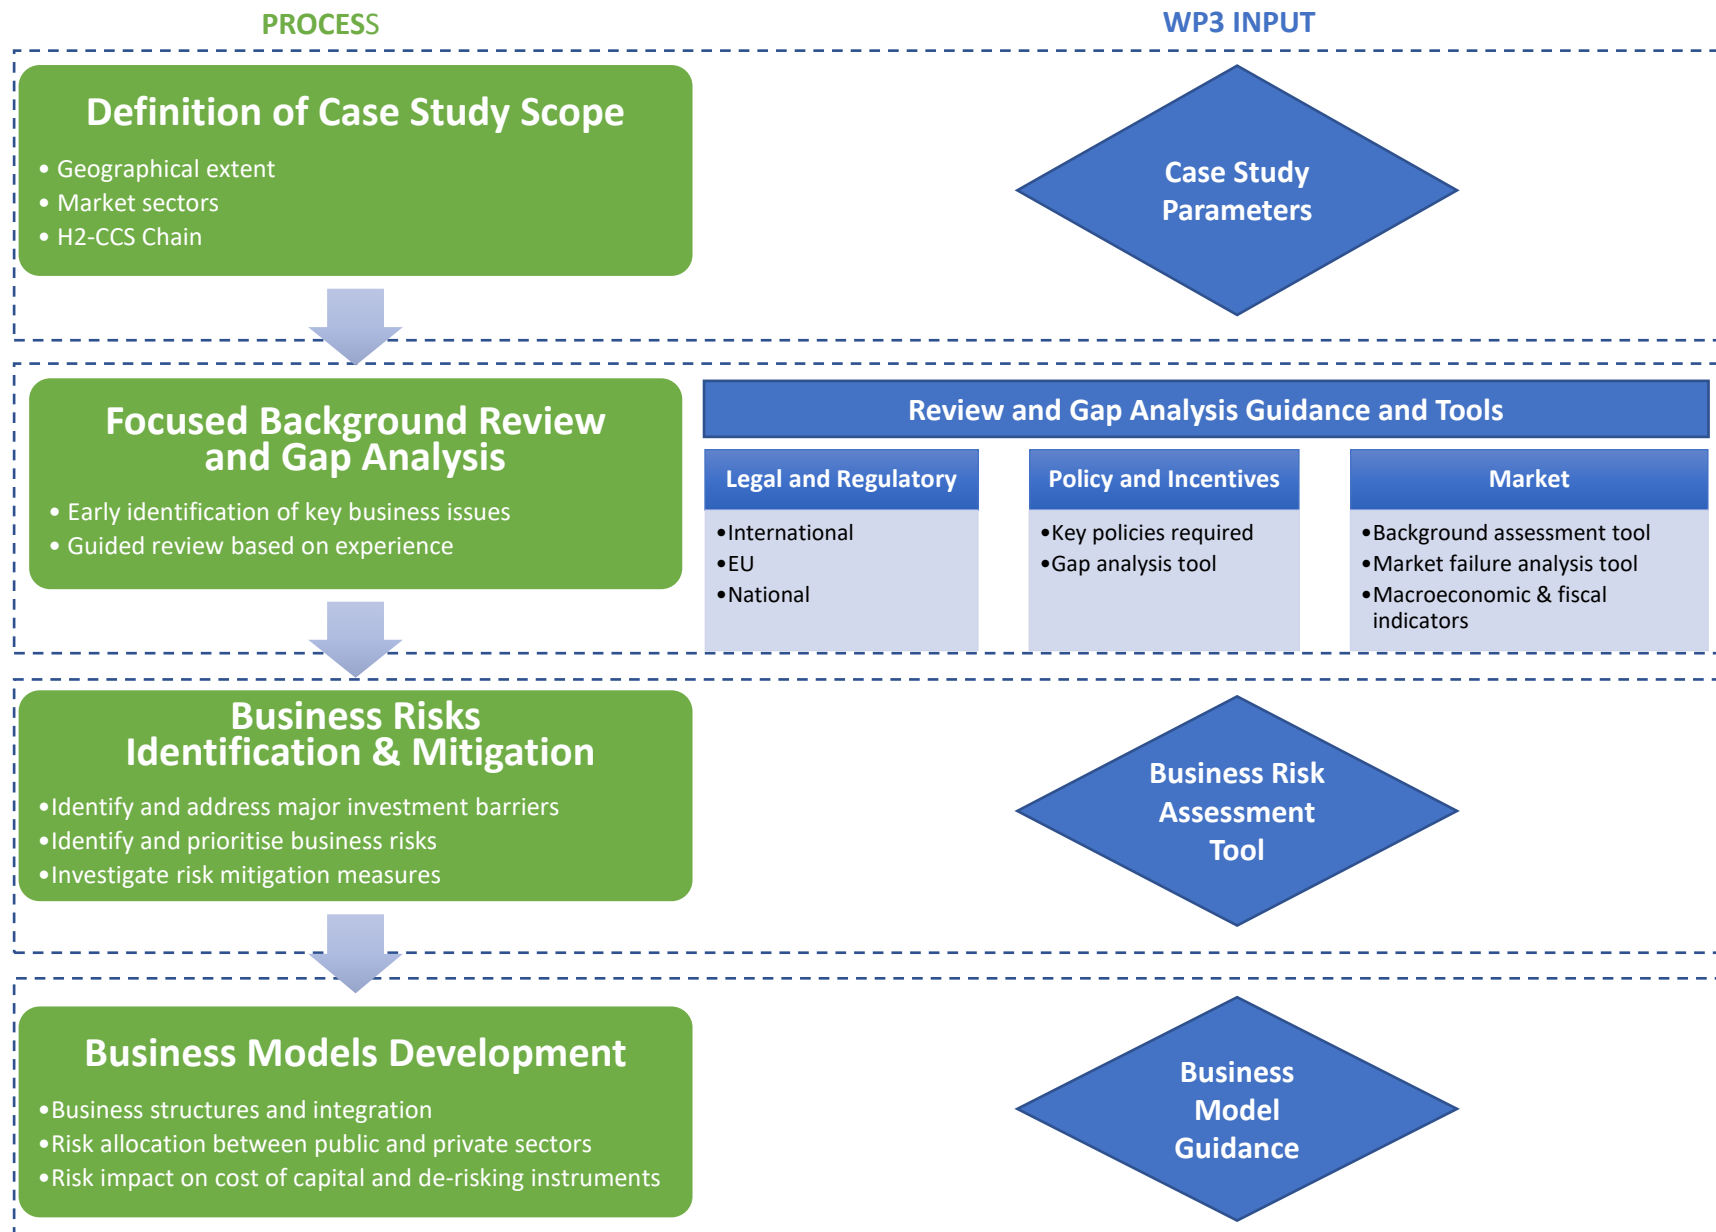 PROCESS
WP3 INPUT
Definition of Case Study Scope
• Geographical extent
• Market sectors
• H2-CCS Chain
Case Study
Parameters
Focused Background Review
and Gap Analysis
• Early identification of key business issues
• Guided review based on experience
Review and Gap Analysis Guidance and Tools
Legal and Regulatory
•International
•EU
•National
Policy and Incentives
•Key policies required
•Gap analysis tool
Market
•Background assessment tool
•Market failure analysis tool
•Macroeconomic & fiscal
indicators
Business Risks
Identification & Mitigation
•Identify and address major investment barriers
•Identify and prioritise business risks
•Investigate risk mitigation measures
Business Risk
Assessment
Tool
Business Models Development
•Business structures and integration
•Risk allocation between public and private sectors
•Risk impact on cost of capital and de-risking instruments
Business
Model
Guidance